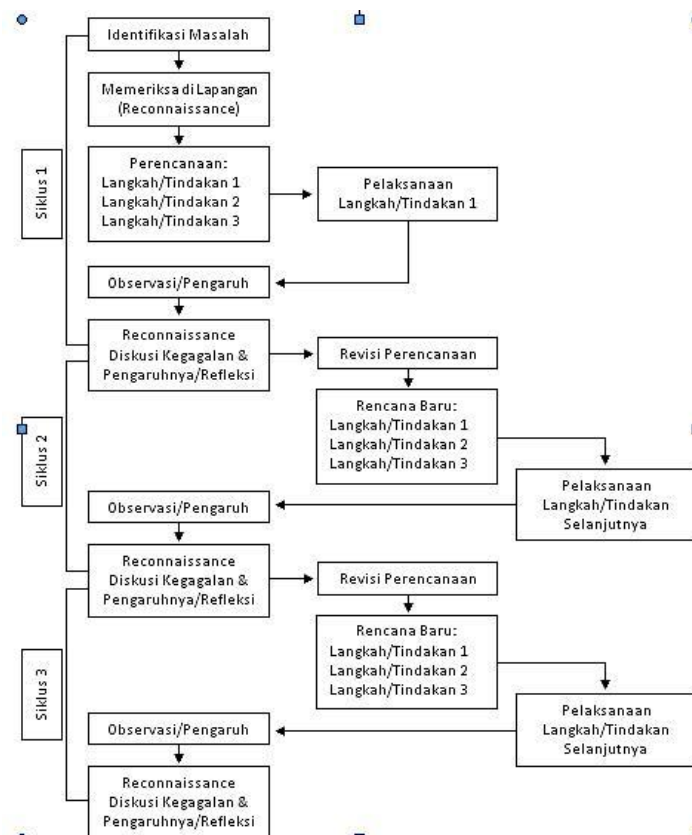 Identifikasi Masalah
Memeriksa di Lapangan
(Reconnaissance)
Siklus 1
Perencanaan:
Langkah/Tindakan 1
Langkah/Tindakan 2
Langkah/Tindakan 3
Pelaksanaan
Langkah/Tindakan 1
Observasi/Pengaruh
Reconnaissance
Diskusi Kegagalan &
Pengaruhnya/Refleksi
Revisi Perencanaan
Siklus 2
Rencana Baru:
Langkah/Tindakan 1
Langkah/Tindakan 2
Langkah/Tindakan 3
Pelaksanaan
Langkah/Tindakan
Selanjutnya
Observasi/Pengaruh
Reconnaissance
Diskusi Kegagalan &
Pengaruhnya/Refleksi
Revisi Perencanaan
Siklus 3
Rencana Baru:
Langkah/Tindakan 1
Langkah/Tindakan 2
Langkah/Tindakan 3
Pelaksanaan
Langkah/Tindakan
Selanjutnya
Observasi/Pengaruh
Reconnaissance
Diskusi Kegagalan &
Pengaruhnya/Refleksi